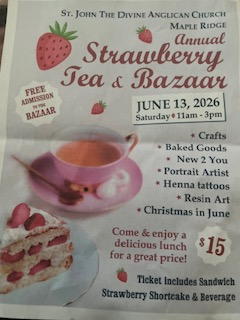 St. John The Divine Anglican Church
Maple Ridge
Annual
Strawberry
Tea & Bazaar
FREE
ADMISSION
TO THE
BAZAAR
JUNE 13, 2026
Saturday • 11am - 3pm
• Crafts
• Baked Goods
• New 2 You
• Portrait Artist
• Henna tattoos
• Resin Art
• Christmas in June
Come & enjoy a
delicious lunch
for a great price!
$15
Ticket includes Sandwich
Strawberry Shortcake & Beverage